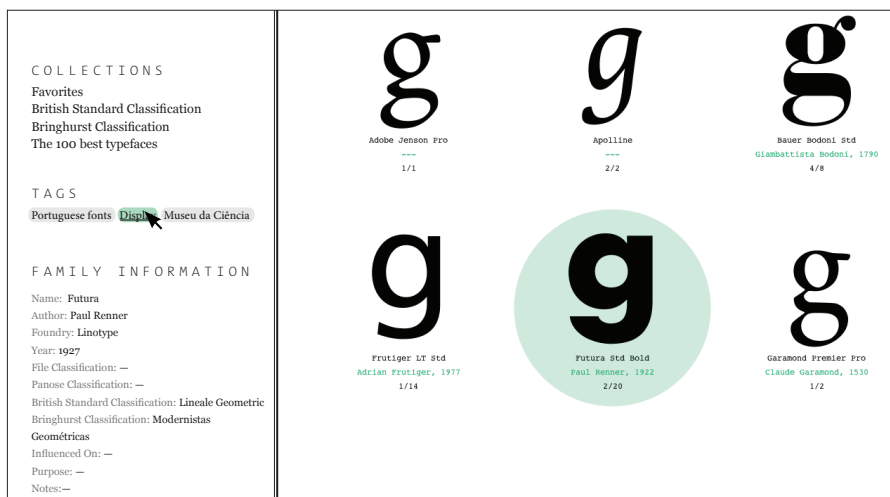 COLLECTIONS
Favorites
British Standard Classification
Bringhurst Classification
The 100 best typefaces
TAGS
Portuguese fonts Display Museu da Ciência
FAMILY INFORMATION
Name: Futura
Author: Paul Renner
Foundry: Linotype
Year: 1927
File Classification: —
Panose Classification: —
British Standard Classification: Lineale Geometric
Bringhurst Classification: Modernistas
Geométricas
Influenced On: —
Purpose: —
Notes:—
g g g
Adobe Jenson Pro Apolline Bauer Bodoni Std
--- --- Giambattista Bodoni, 1790
1/1 2/2 4/8
g g g
Frutiger LT Std Futura Std Bold Garamond Premier Pro
Adrian Frutiger, 1977 Paul Renner, 1922 Claude Garamond, 1530
1/14 2/20 1/2